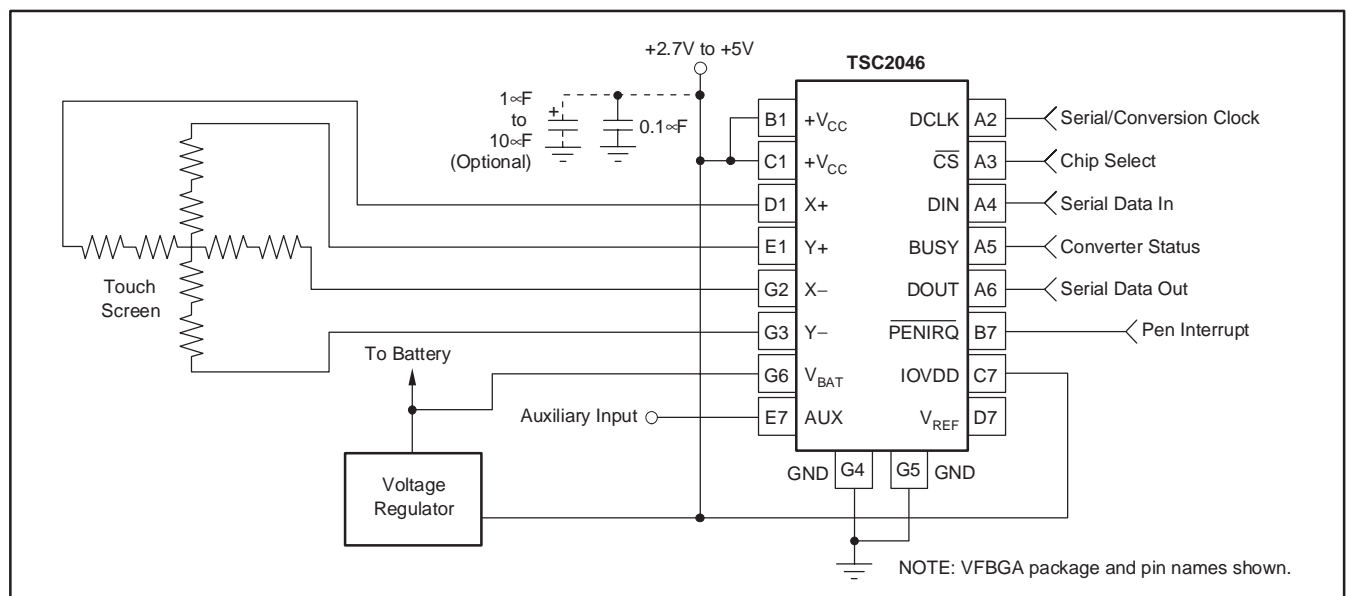 +2.7V to +5V
TSC2046
1∝F
to
10∝F
(Optional)
+
0.1∝F
B1 +VCC
C1 +VCC
D1 X+
E1 Y+
G2 X−
G3 Y−
G6 VBAT
E7 AUX
DCLK A2 Serial/Conversion Clock
CS A3 Chip Select
DIN A4 Serial Data In
BUSY A5 Converter Status
DOUT A6 Serial Data Out
PENIRQ B7 Pen Interrupt
IOVDD C7
VREF D7
GND G4
G5 GND
Touch
Screen
To Battery
Auxiliary Input
Voltage
Regulator
NOTE: VFBGA package and pin names shown.